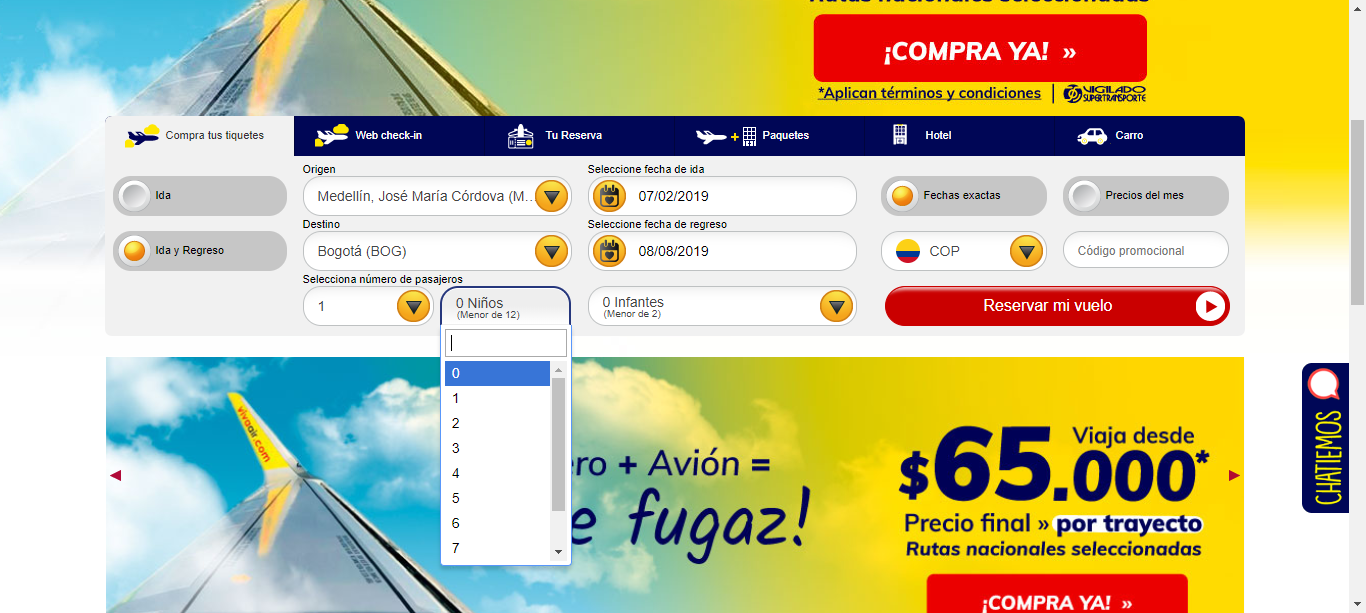 Rutas nacionales seleccionadas
¡COMPRA YA! »
*Aplican términos y condiciones | VIGILADO
SUPERTRANSPORTE
Compra tus tiquetes
Web check-in
Tu Reserva
Paquetes
Hotel
Carro
Ida
Ida y Regreso
Origen
Medellín, José María Córdova (M...
Destino
Bogotá (BOG)
Selecciona número de pasajeros
1
0 Niños
(Menor de 12)
0
1
2
3
4
5
6
7
Seleccione fecha de ida
07/02/2019
Seleccione fecha de regreso
08/08/2019
0 Infantes
(Menor de 2)
Fechas exactas
Precios del mes
COP
Código promocional
Reservar mi vuelo
vivaair.com
ero + Avión =
e fugaz!
Viaja desde
$65.000*
Precio final » por trayecto
Rutas nacionales seleccionadas
¡COMPRA YA! »
CHATIEMOS